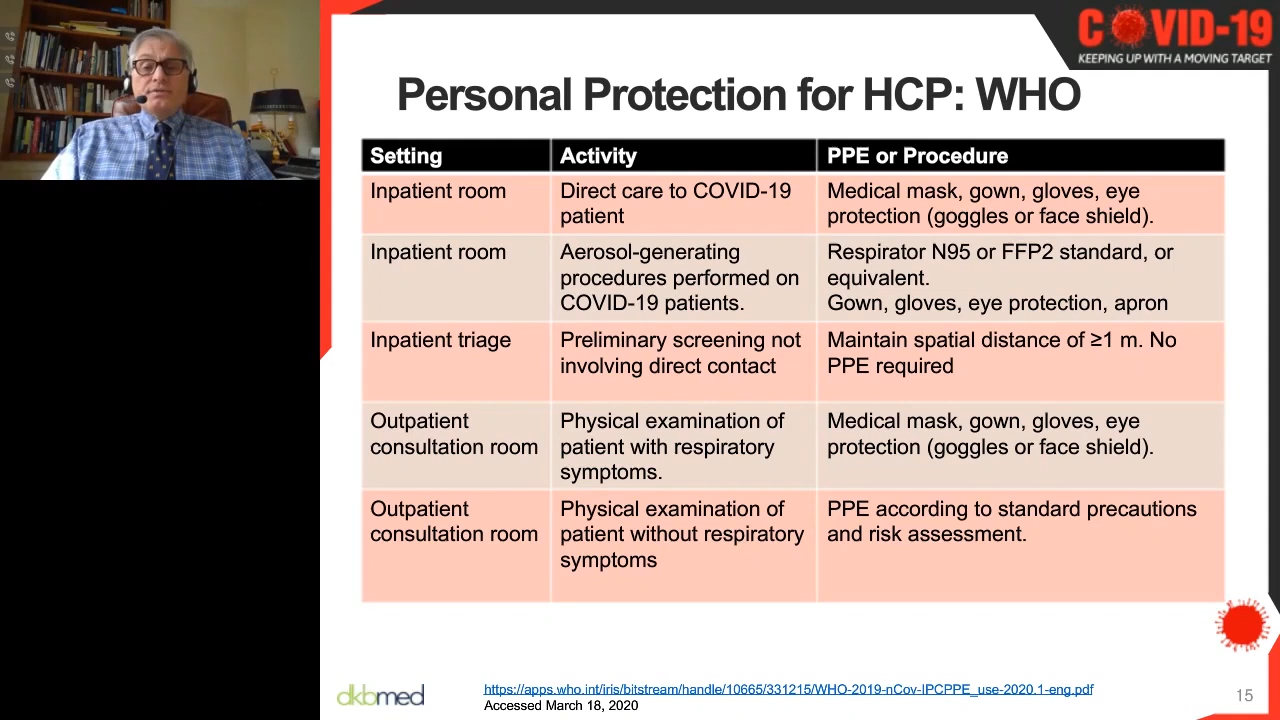 COVID-19
KEEPING UP WITH A MOVING TARGET
Personal Protection for HCP: WHO
Setting
Activity
PPE or Procedure
Inpatient room
Direct care to COVID-19
patient
Medical mask, gown, gloves, eye
protection (goggles or face shield).
Inpatient room
Aerosol-generating
procedures performed on
COVID-19 patients.
Respirator N95 or FFP2 standard, or
equivalent.
Gown, gloves, eye protection, apron
Inpatient triage
Preliminary screening not
involving direct contact
Maintain spatial distance of ≥1 m. No
PPE required
Outpatient
consultation room
Physical examination of
patient with respiratory
symptoms.
Medical mask, gown, gloves, eye
protection (goggles or face shield).
Outpatient
consultation room
Physical examination of
patient without respiratory
symptoms
PPE according to standard precautions
and risk assessment.
dkbmed
https://apps.who.int/iris/bitstream/handle/10665/331215/WHO-2019-nCov-IPCPPE_use-2020.1-eng.pdf
Accessed March 18, 2020
15